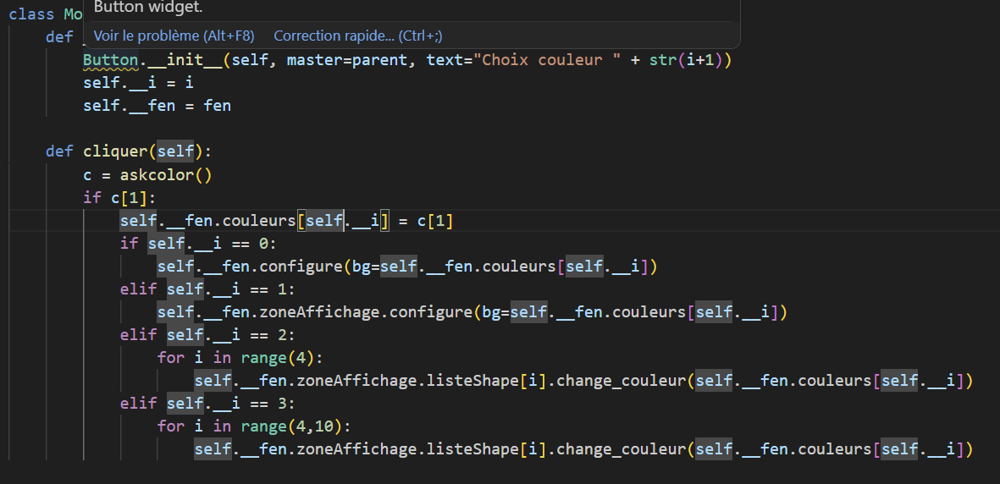 class Mo
Button widget.
def
Voir le problème (Alt+F8) Correction rapide... (Ctrl+;)
Button.__init__(self, master=parent, text="Choix couleur " + str(i+1))
self.__i = i
self.__fen = fen
def cliquer(self):
c = askcolor()
if c[1]:
self.__fen.couleurs[self.__i] = c[1]
if self.__i == 0:
self.__fen.configure(bg=self.__fen.couleurs[self.__i])
elif self.__i == 1:
self.__fen.zoneAffichage.configure(bg=self.__fen.couleurs[self.__i])
elif self.__i == 2:
for i in range(4):
self.__fen.zoneAffichage.listeShape[i].change_couleur(self.__fen.couleurs[self.__i])
elif self.__i == 3:
for i in range(4,10):
self.__fen.zoneAffichage.listeShape[i].change_couleur(self.__fen.couleurs[self.__i])